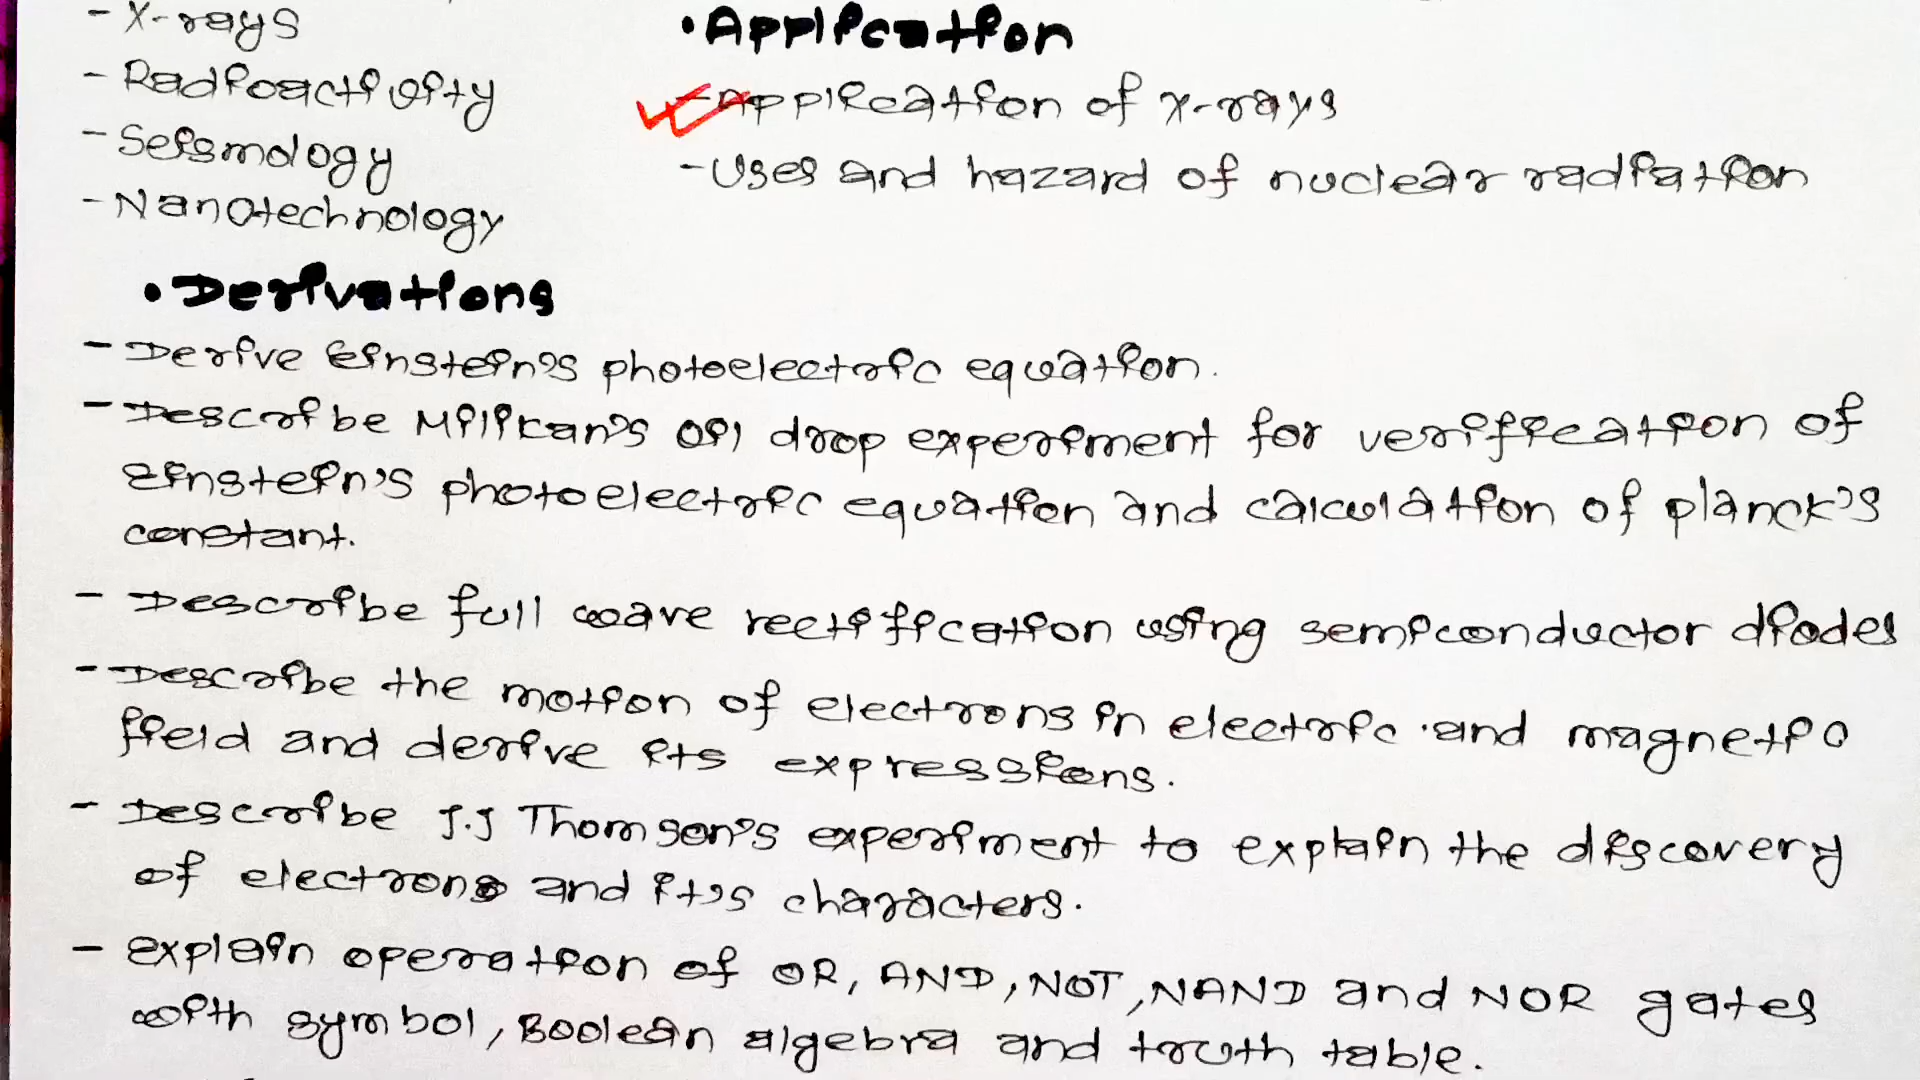 - X-rays
- Radioactivity
- Seismology
- Nanotechnology
• Application
- Application of X-rays
- Uses and hazard of nuclear radiation
• Derivations
- Derive Einstein's photoelectric equation.
- Describe Milikan's oil drop experiment for verification of
Einstein's photoelectric equation and calculation of planck's
constant.
- Describe full wave rectification using semiconductor diodes
- Describe the motion of electrons in electric and magnetic
field and derive its expressions.
- Describe J.J Thomson's experiment to explain the discovery
of electrons and it's characters.
- explain operation of OR, AND, NOT, NAND and NOR gates
with symbol, Boolean algebra and truth table.